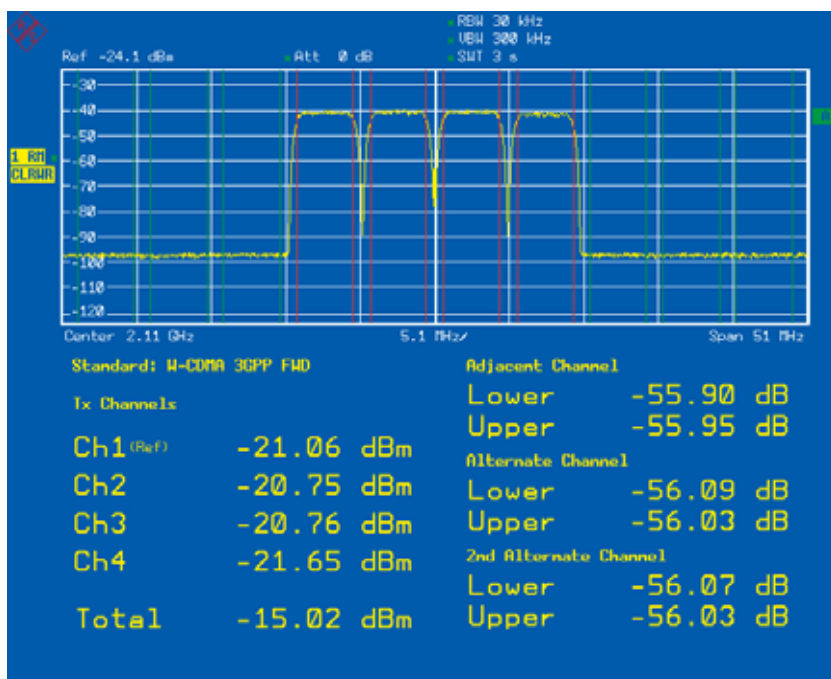 RBW 30 kHz
VBW 300 kHz
Ref -24.1 dBm Att 0 dB SWT 3 s
-30
-40
-50
1 RM
-60
CLRWR
-70
-80
-90
-100
-110
-120
Center 2.11 GHz 5.1 MHz/ Span 51 MHz
Standard: W-CDMA 3GPP FWD
Tx Channels
Ch1 (Ref) -21.06 dBm
Ch2 -20.75 dBm
Ch3 -20.76 dBm
Ch4 -21.65 dBm
Total -15.02 dBm
Adjacent Channel
Lower -55.90 dB
Upper -55.95 dB
Alternate Channel
Lower -56.09 dB
Upper -56.03 dB
2nd Alternate Channel
Lower -56.07 dB
Upper -56.03 dB